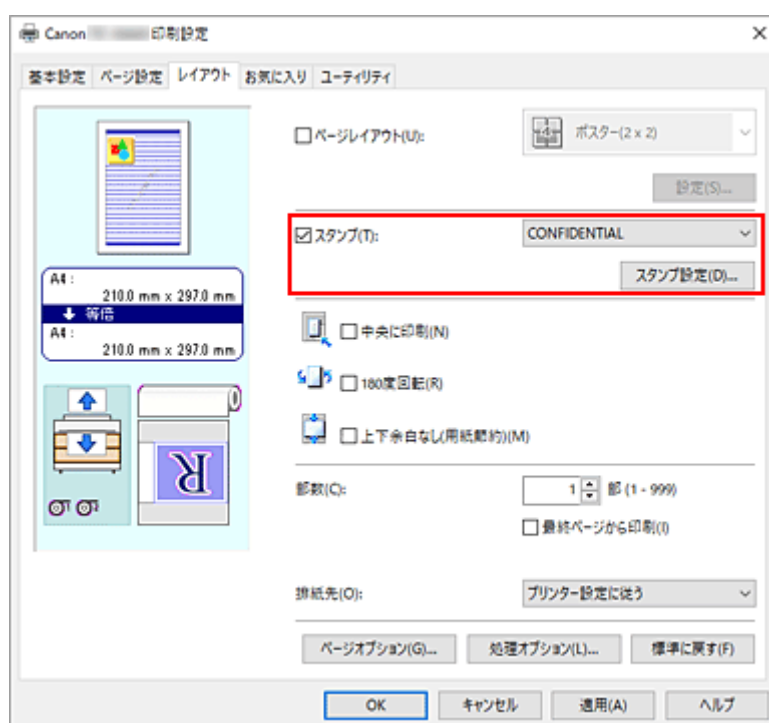 Canon 印刷設定
基本設定 ページ設定 レイアウト お気に入り ユーティリティ
ページレイアウト(U): ポスター(2 x 2)
設定(S)...
スタンプ(T): CONFIDENTIAL
スタンプ設定(D)...
A4 :
210.0 mm x 297.0 mm
等倍
A4 :
210.0 mm x 297.0 mm
中央に印刷(N)
180度回転(R)
上下余白なし(用紙節約)(M)
R
部数(C): 1 部 (1 - 999)
最終ページから印刷(I)
排紙先(O): プリンター設定に従う
ページオプション(G)... 処理オプション(L)... 標準に戻す(F)
OK キャンセル 適用(A) ヘルプ